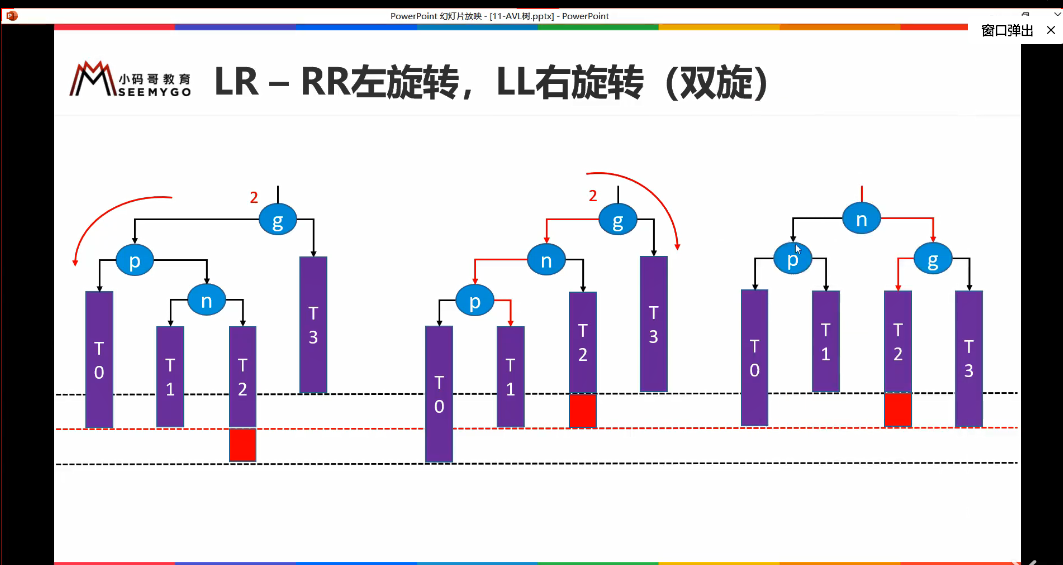 PowerPoint 幻灯片放映 - [11-AVL树.pptx] - PowerPoint
窗口弹出 ×
小码哥教育
SEEMYGO
LR – RR左旋转，LL右旋转（双旋）
2
g
p
n
T0
T1
T2
T3
2
g
n
p
T0
T1
T2
T3
n
p
g
T0
T1
T2
T3